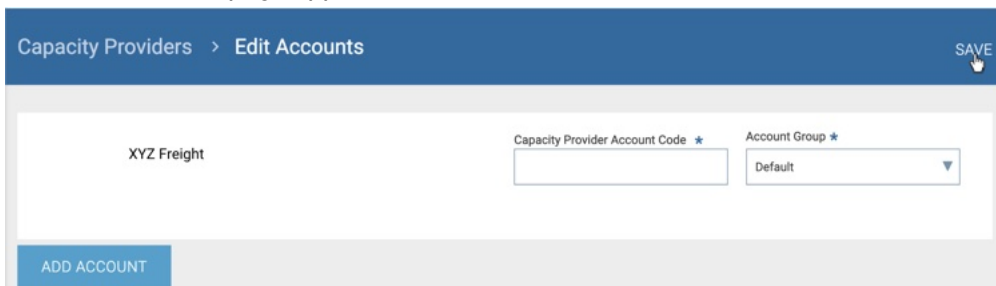 Capacity Providers > Edit Accounts
SAVE
Capacity Provider Account Code *
Account Group *
XYZ Freight
Default
ADD ACCOUNT